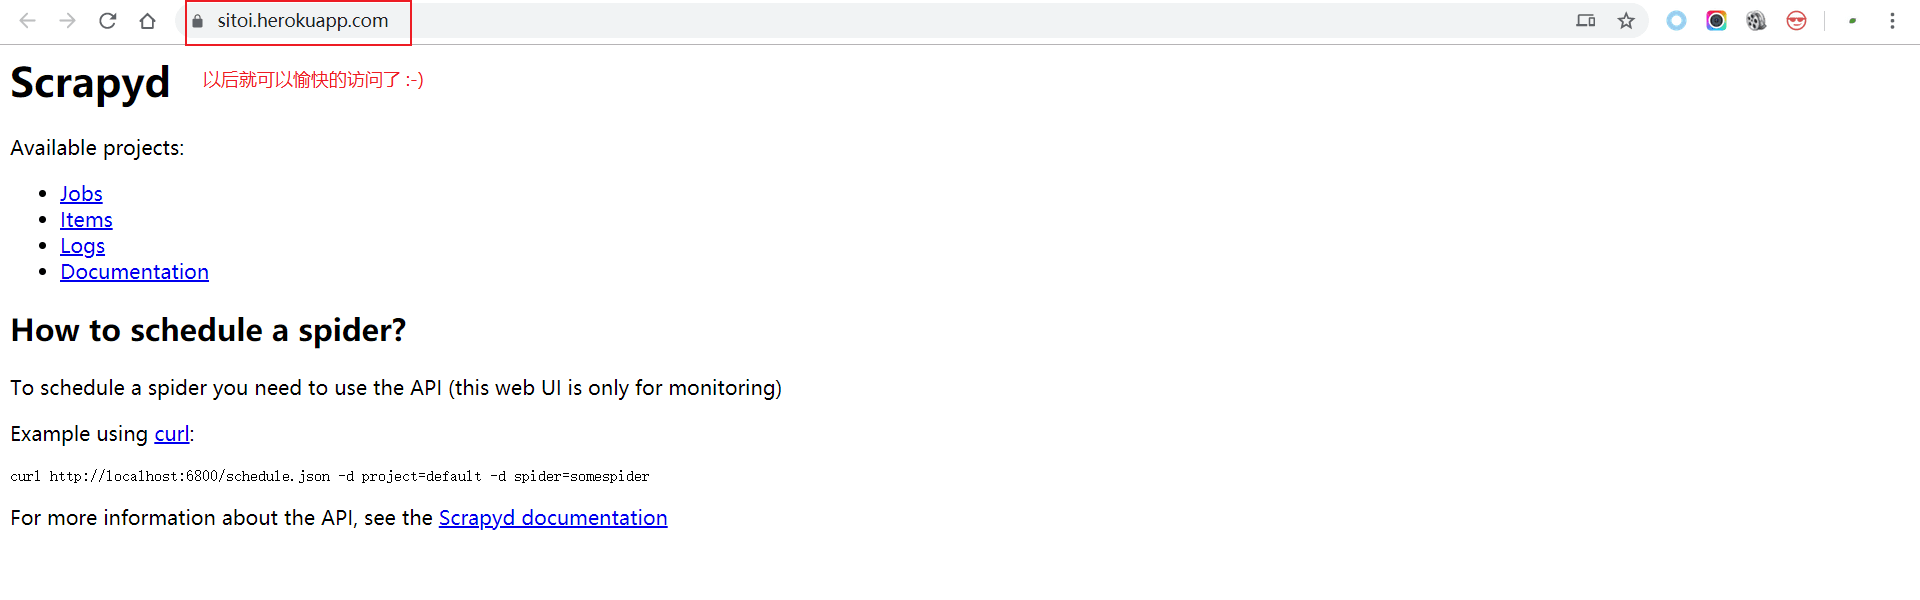 sitoi.herokuapp.com
Scrapyd
以后就可以愉快的访问了 :-)
Available projects:
Jobs
Items
Logs
Documentation
How to schedule a spider?
To schedule a spider you need to use the API (this web UI is only for monitoring)
Example using curl:
curl http://localhost:6800/schedule.json -d project=default -d spider=somespider
For more information about the API, see the Scrapyd documentation